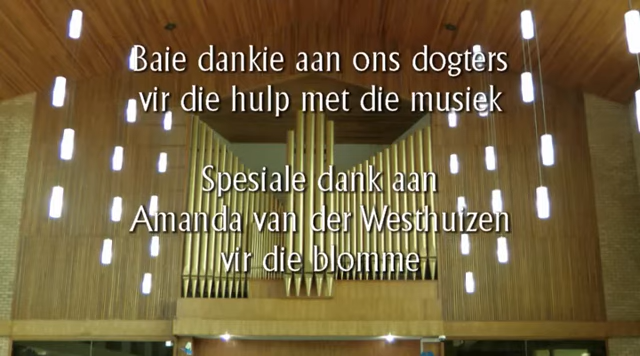 Baie dankie aan ons dogters
vir die hulp met die musiek
Spesiale dank aan
Amanda van der Westhuizen
vir die blomme